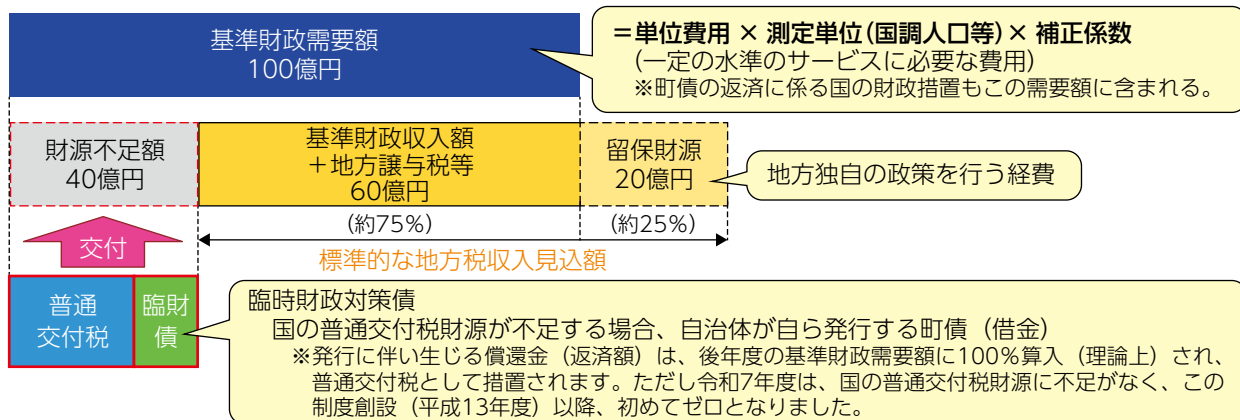 基準財政需要額
100億円
＝単位費用 × 測定単位(国調人口等)× 補正係数
(一定の水準のサービスに必要な費用)
※町債の返済に係る国の財政措置もこの需要額に含まれる。
財源不足額
40億円
基準財政収入額
＋地方譲与税等
60億円
留保財源
20億円
地方独自の政策を行う経費
(約75%)
(約25%)
交付
標準的な地方税収入見込額
普通
交付税
臨財
債
臨時財政対策債
国の普通交付税財源が不足する場合、自治体が自ら発行する町債（借金）
※発行に伴い生じる償還金（返済額）は、後年度の基準財政需要額に100％算入（理論上）され、
普通交付税として措置されます。ただし令和7年度は、国の普通交付税財源に不足がなく、この
制度創設（平成13年度）以降、初めてゼロとなりました。